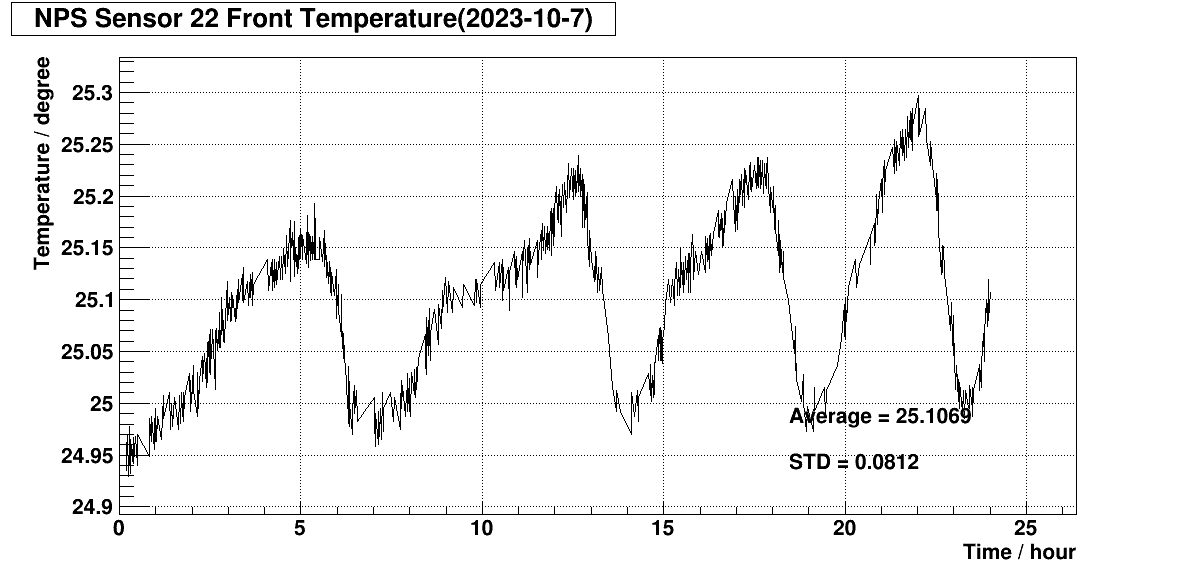 NPS Sensor 22 Front Temperature(2023-10-7)
Temperature / degree
25.3
25.25
25.2
25.15
25.1
25.05
25
24.95
24.9
Average = 25.1069
STD = 0.0812
0 5 10 15 20 25
Time / hour